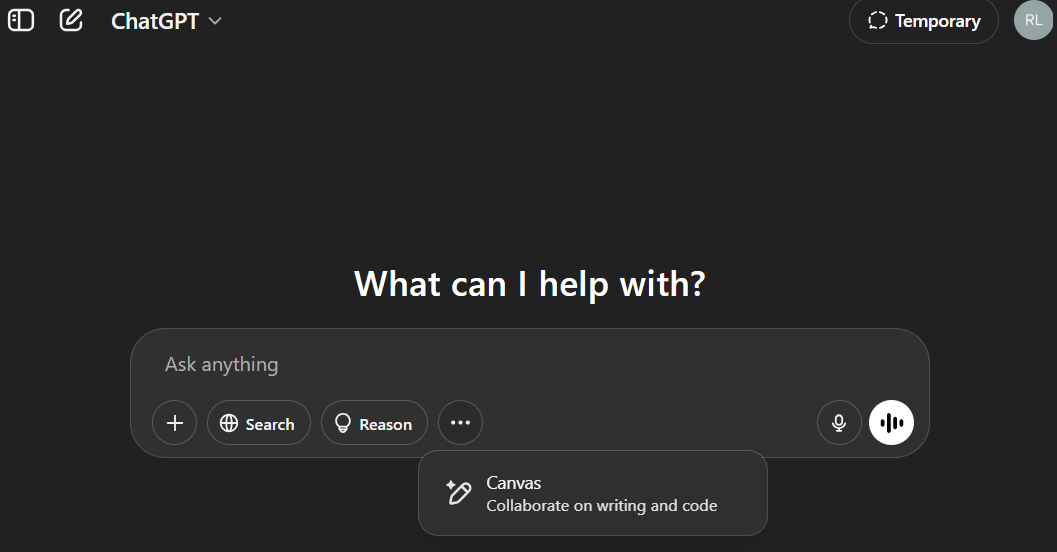 ChatGPT
Temporary
RL
What can I help with?
Ask anything
Search
Reason
Canvas
Collaborate on writing and code